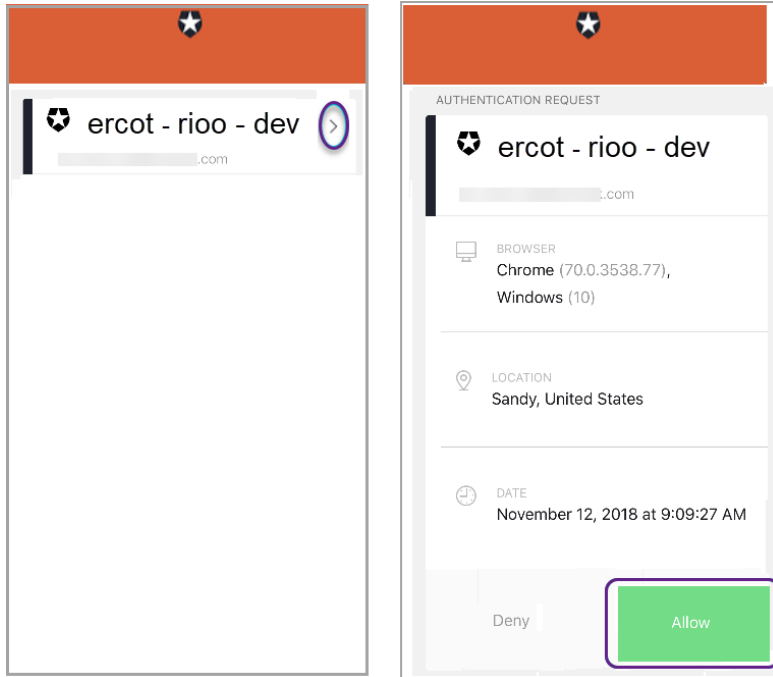 ercot - rioo - dev
.com
AUTHENTICATION REQUEST
ercot - rioo - dev
.com
BROWSER
Chrome (70.0.3538.77),
Windows (10)
LOCATION
Sandy, United States
DATE
November 12, 2018 at 9:09:27 AM
Deny
Allow